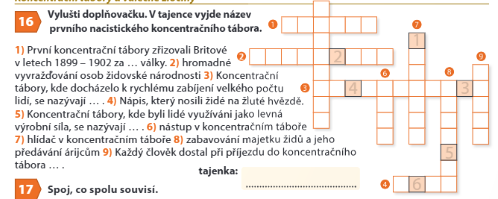 16 Vylušti doplňovačku. V tajence vyjde název
prvního nacistického koncentračního tábora.
1) První koncentrační tábory zřizovali Britové
v letech 1899 – 1902 za ... války. 2) hromadné
vyvražďování osob židovské národnosti 3) Koncentrační
tábory, kde docházelo k rychlému zabíjení velkého počtu
lidí, se nazývají ... . 4) Nápis, který nosili židé na žluté hvězdě.
5) Koncentrační tábory, kde byli lidé využíváni jako levná
výrobní síla, se nazývají ... . 6) nástup v koncentračním táboře
7) hlídač v koncentračním táboře 8) zabavování majetku židů a jeho
předávání árijcům 9) Každý člověk dostal při příjezdu do koncentračního
tábora ... .
tajenka:
17 Spoj, co spolu souvisí.
1
7
1
2
2
9
6
8
3
4
3
5
4
6